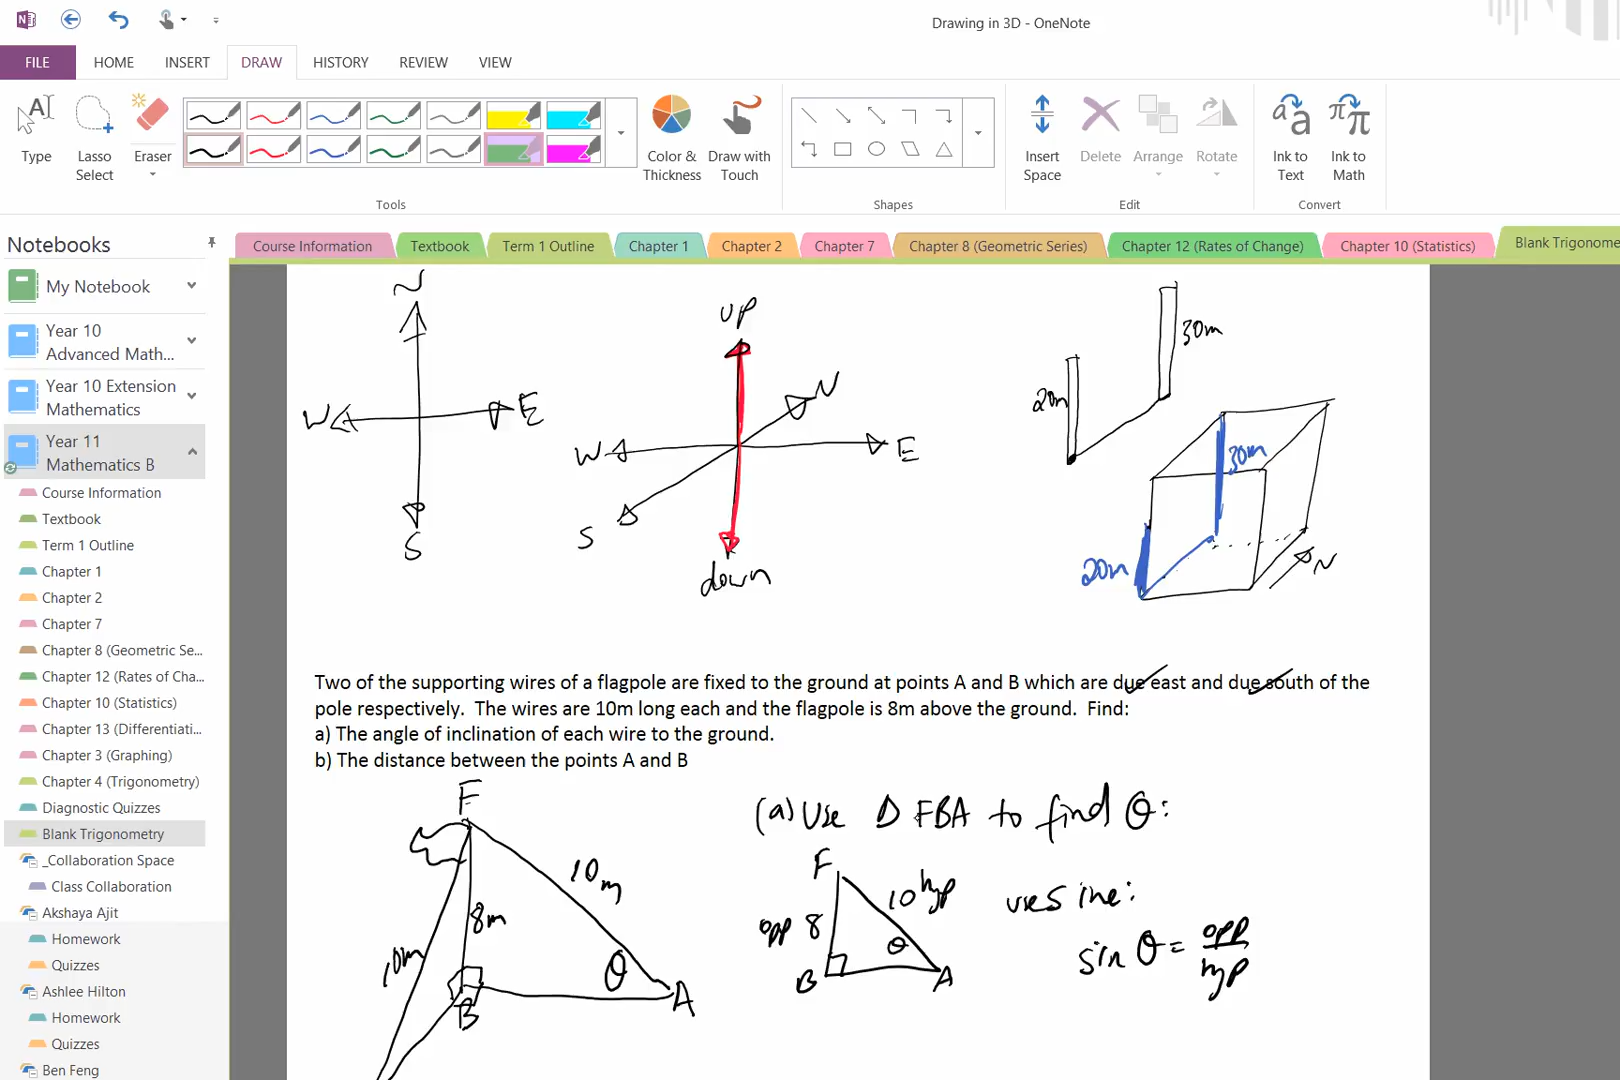 Drawing in 3D - OneNote
FILE
HOME
INSERT
DRAW
HISTORY
REVIEW
VIEW
Type
Lasso Select
Eraser
Color & Thickness
Draw with Touch
Insert Space
Delete
Arrange
Rotate
Ink to Text
Ink to Math
Tools
Shapes
Edit
Convert
Notebooks
My Notebook
Year 10
Advanced Math...
Year 10 Extension
Mathematics
Year 11
Mathematics B
Course Information
Textbook
Term 1 Outline
Chapter 1
Chapter 2
Chapter 7
Chapter 8 (Geometric Se...
Chapter 12 (Rates of Cha...
Chapter 10 (Statistics)
Chapter 13 (Differentiati...
Chapter 3 (Graphing)
Chapter 4 (Trigonometry)
Diagnostic Quizzes
Blank Trigonometry
_Collaboration Space
Class Collaboration
Akshaya Ajit
Homework
Quizzes
Ashlee Hilton
Homework
Quizzes
Ben Feng
Course Information
Textbook
Term 1 Outline
Chapter 1
Chapter 2
Chapter 7
Chapter 8 (Geometric Series)
Chapter 12 (Rates of Change)
Chapter 10 (Statistics)
Blank Trigonome
N
W
E
S
up
N
W
E
S
down
30m
20m
30m
20m
N
Two of the supporting wires of a flagpole are fixed to the ground at points A and B which are due east and due south of the
pole respectively. The wires are 10m long each and the flagpole is 8m above the ground. Find:
a) The angle of inclination of each wire to the ground.
b) The distance between the points A and B
F
10m
8m
10m
θ
A
B
(a) Use Δ FBA to find θ:
F
10 hyp
opp 8
θ
B
A
use sine:
sin θ = opp
hyp